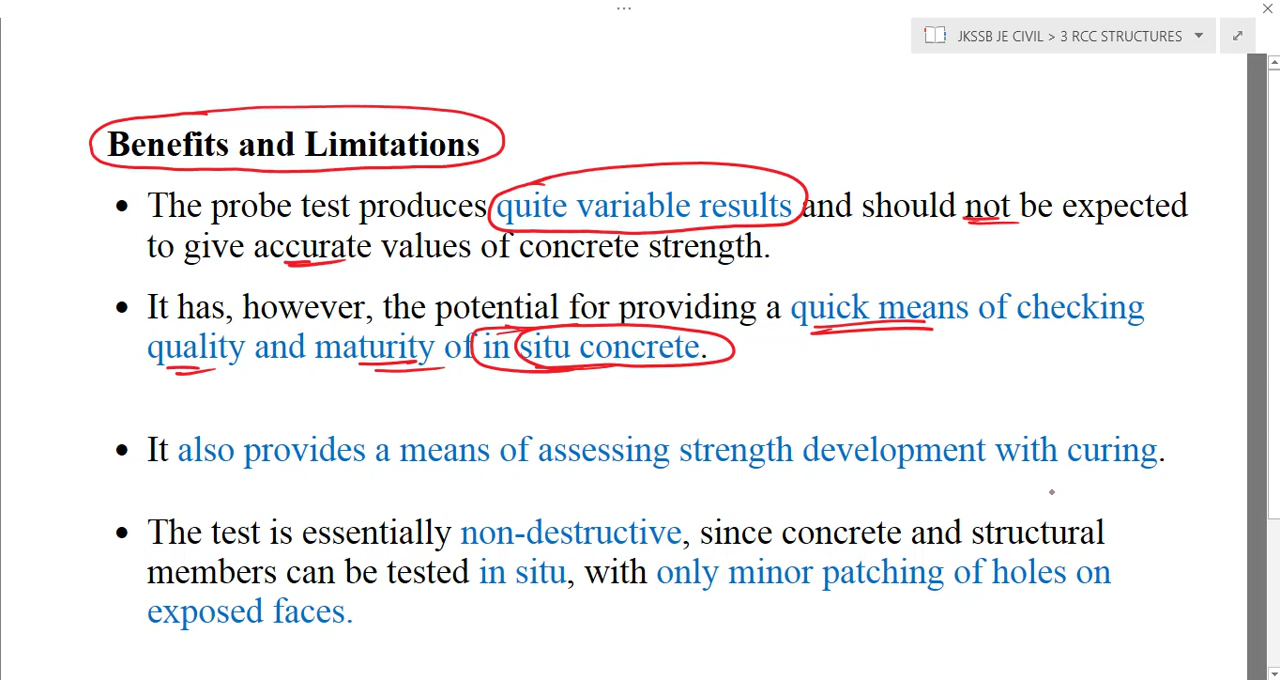 ...
JKSSB JE CIVIL > 3 RCC STRUCTURES
Benefits and Limitations
• The probe test produces quite variable results and should not be expected
to give accurate values of concrete strength.
• It has, however, the potential for providing a quick means of checking
quality and maturity of in situ concrete.
• It also provides a means of assessing strength development with curing.
• The test is essentially non-destructive, since concrete and structural
members can be tested in situ, with only minor patching of holes on
exposed faces.